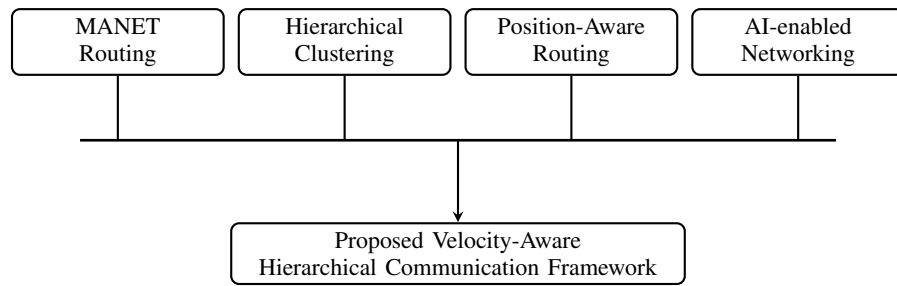 MANET
Routing
Hierarchical
Clustering
Position-Aware
Routing
AI-enabled
Networking
Proposed Velocity-Aware
Hierarchical Communication Framework